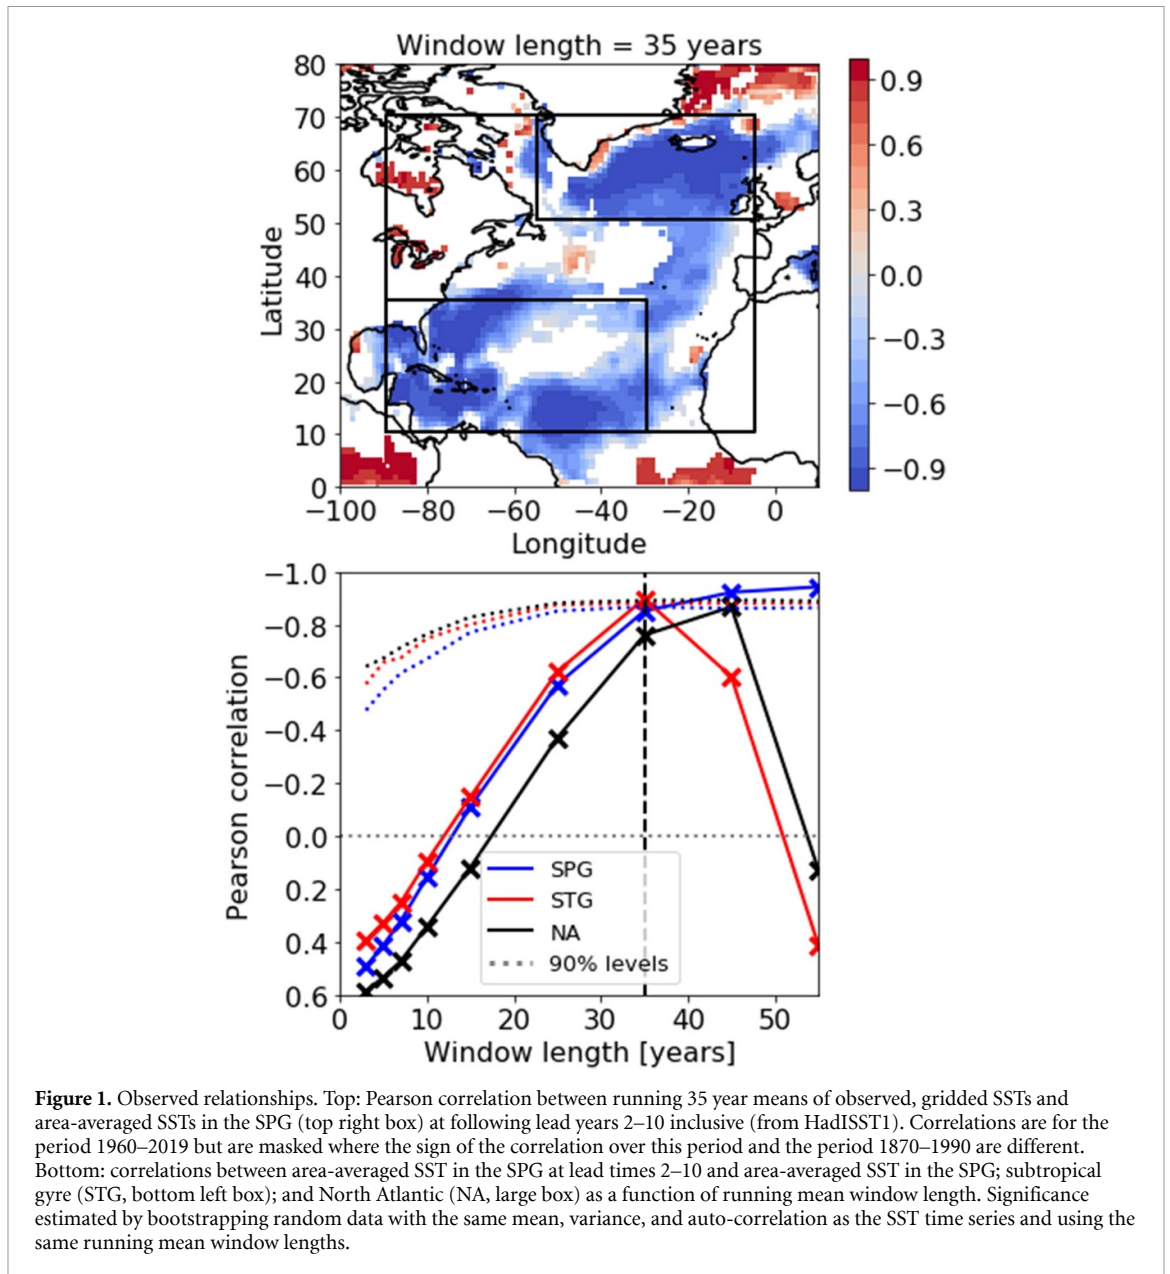 Window length = 35 years
80
70
60
50
40
30
20
10
0
Latitude
−100 −80 −60 −40 −20 0
Longitude
0.9
0.6
0.3
0.0
−0.3
−0.6
−0.9
−1.0
−0.8
−0.6
−0.4
−0.2
0.0
0.2
0.4
0.6
Pearson correlation
SPG
STG
NA
90% levels
0 10 20 30 40 50
Window length [years]
Figure 1. Observed relationships. Top: Pearson correlation between running 35 year means of observed, gridded SSTs and
area-averaged SSTs in the SPG (top right box) at following lead years 2–10 inclusive (from HadISST1). Correlations are for the
period 1960–2019 but are masked where the sign of the correlation over this period and the period 1870–1990 are different.
Bottom: correlations between area-averaged SST in the SPG at lead times 2–10 and area-averaged SST in the SPG; subtropical
gyre (STG, bottom left box); and North Atlantic (NA, large box) as a function of running mean window length. Significance
estimated by bootstrapping random data with the same mean, variance, and auto-correlation as the SST time series and using the
same running mean window lengths.